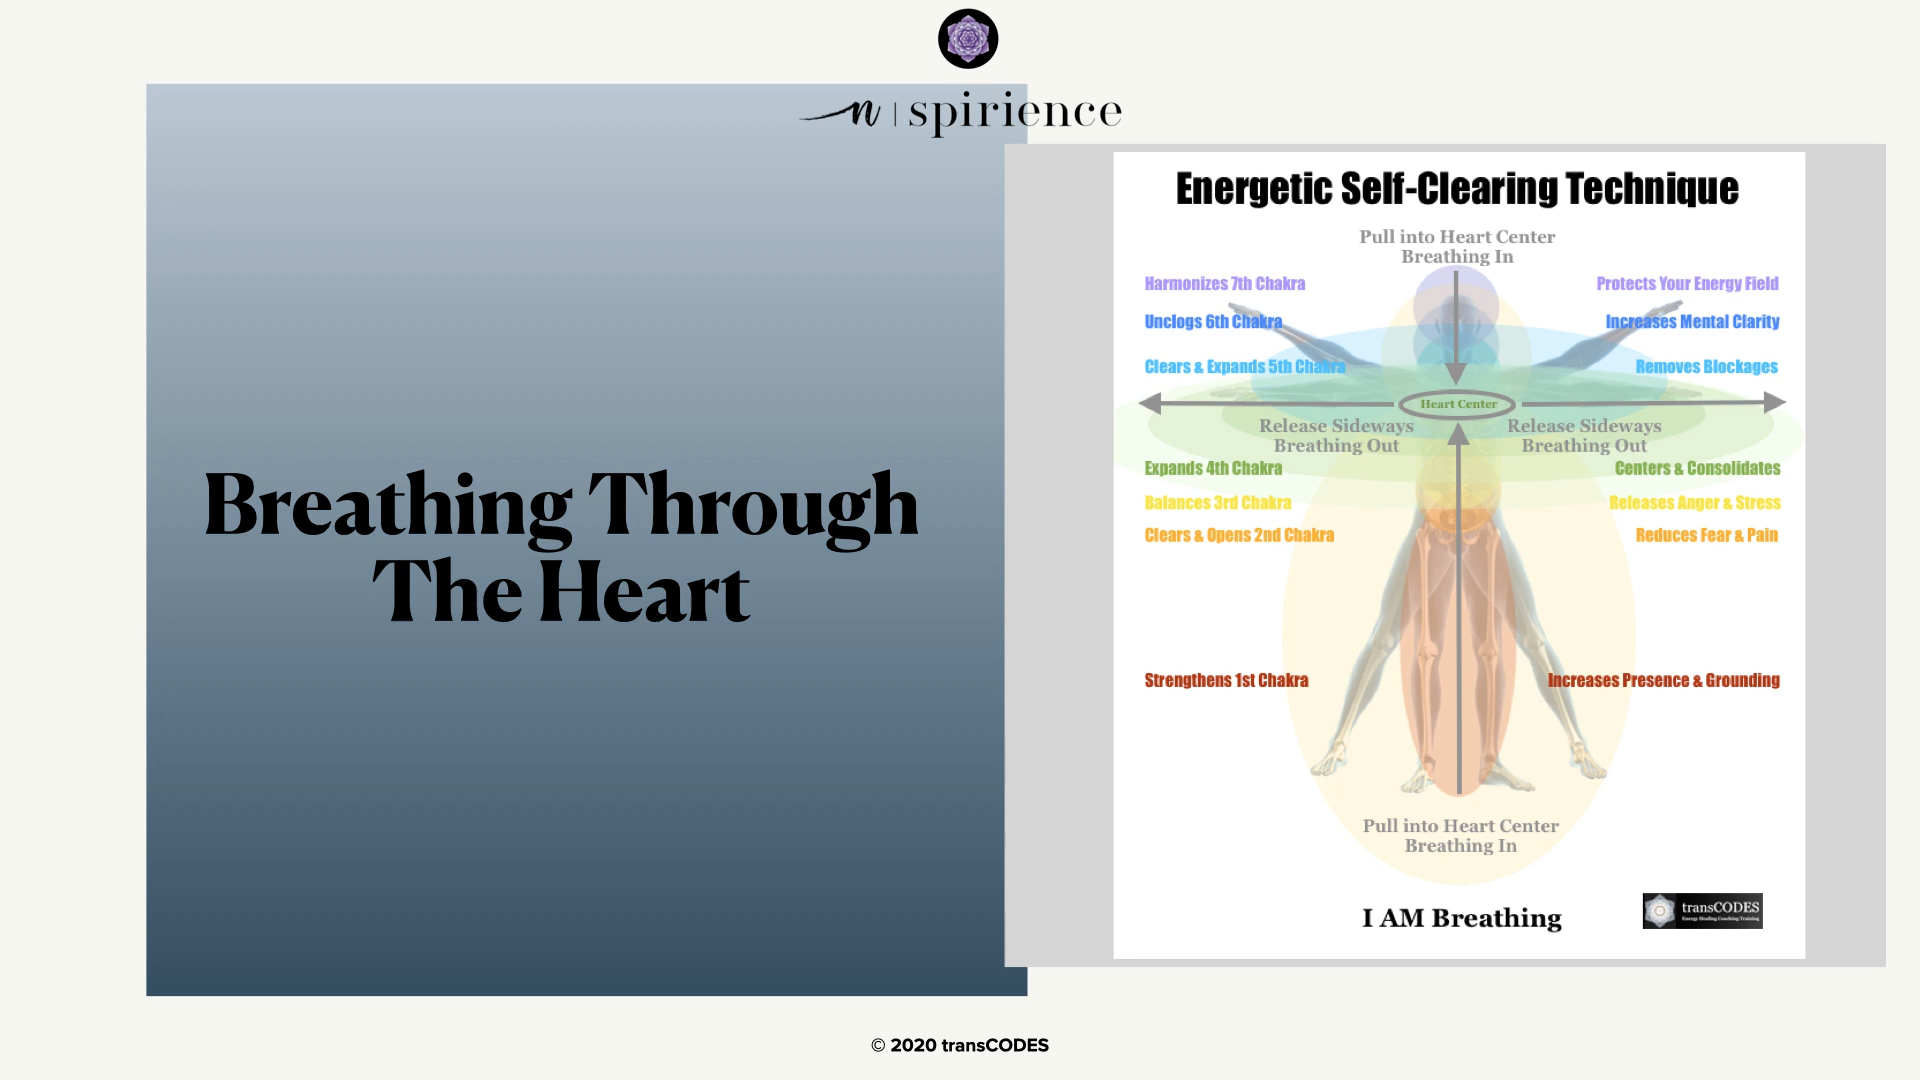 n | spirience
Breathing Through
The Heart
Energetic Self-Clearing Technique
Pull into Heart Center
Breathing In
Harmonizes 7th Chakra
Protects Your Energy Field
Unclogs 6th Chakra
Increases Mental Clarity
Clears & Expands 5th Chakra
Removes Blockages
Heart Center
Release Sideways
Breathing Out
Release Sideways
Breathing Out
Expands 4th Chakra
Centers & Consolidates
Balances 3rd Chakra
Releases Anger & Stress
Clears & Opens 2nd Chakra
Reduces Fear & Pain
Strengthens 1st Chakra
Increases Presence & Grounding
Pull into Heart Center
Breathing In
I AM Breathing
transCODES
Energy Healing Coaching Training
© 2020 transCODES